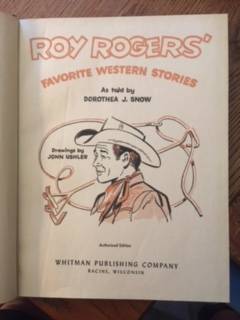 ROY ROGERS'
FAVORITE WESTERN STORIES
As told by
DOROTHEA J. SNOW
Drawings by
JOHN USHLER
Authorized Edition
WHITMAN PUBLISHING COMPANY
RACINE, WISCONSIN